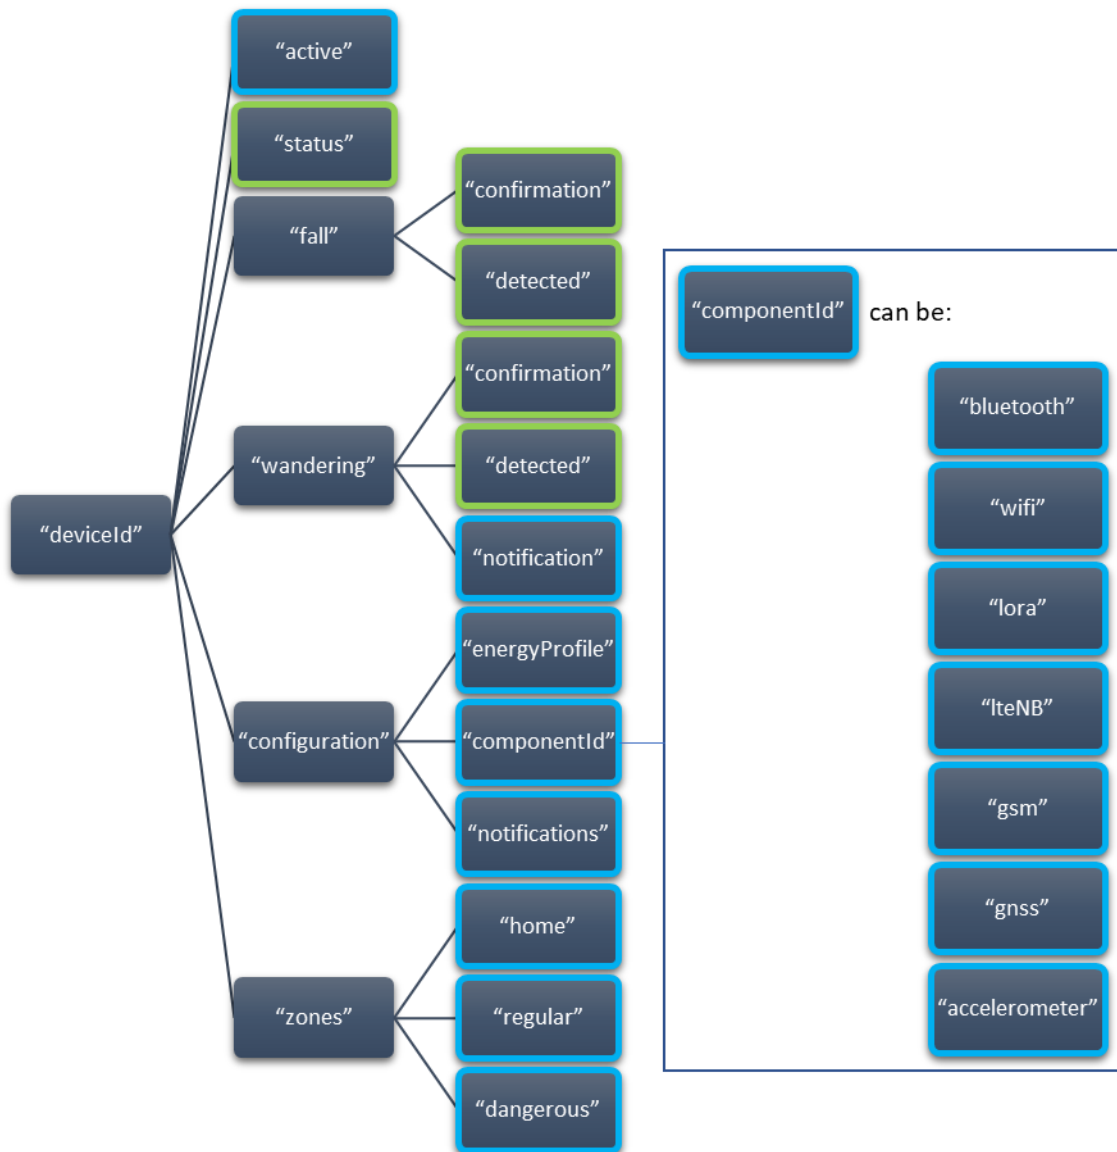 “active”
“status”
“fall”
“confirmation”
“detected”
“wandering”
“confirmation”
“detected”
“notification”
“deviceId”
“configuration”
“energyProfile”
“componentId”
“notifications”
“zones”
“home”
“regular”
“dangerous”
“componentId” can be:
“bluetooth”
“wifi”
“lora”
“lteNB”
“gsm”
“gnss”
“accelerometer”